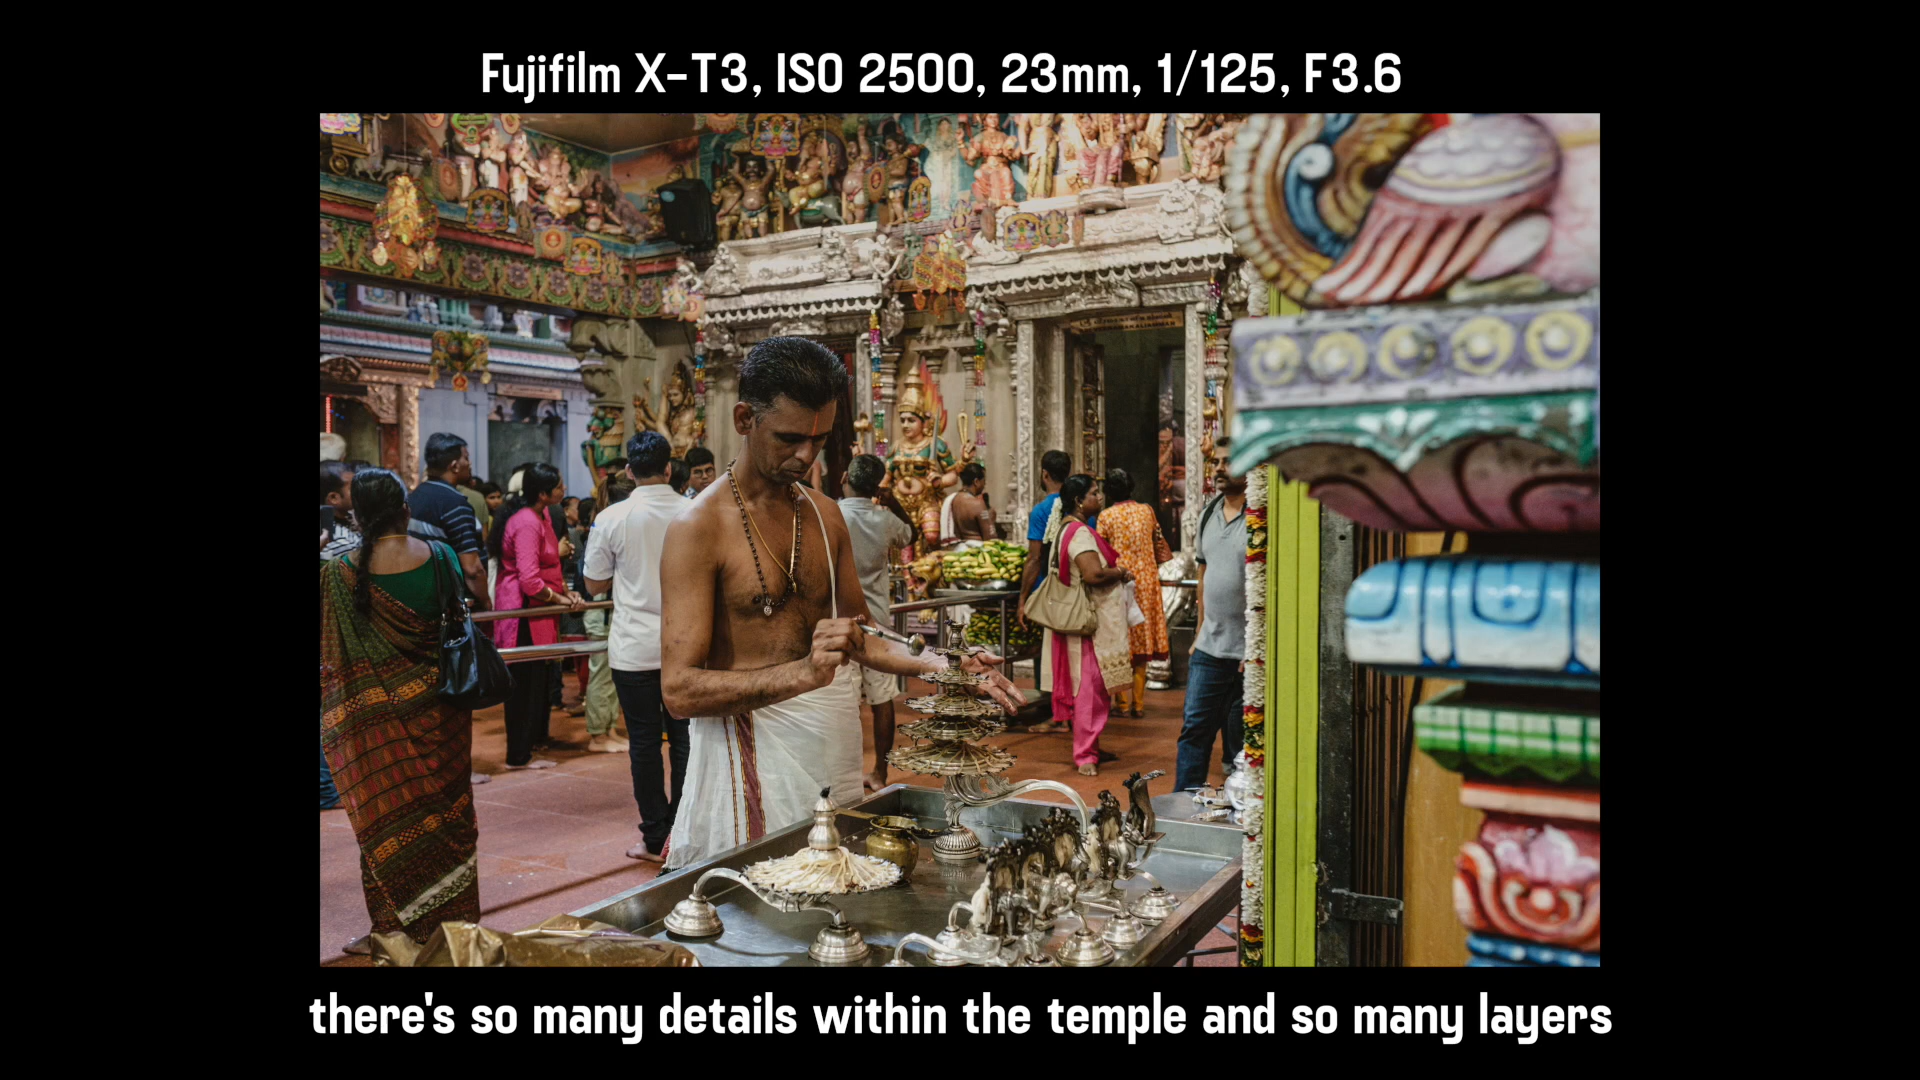 Fujifilm X-T3, ISO 2500, 23mm, 1/125, F3.6
there's so many details within the temple and so many layers